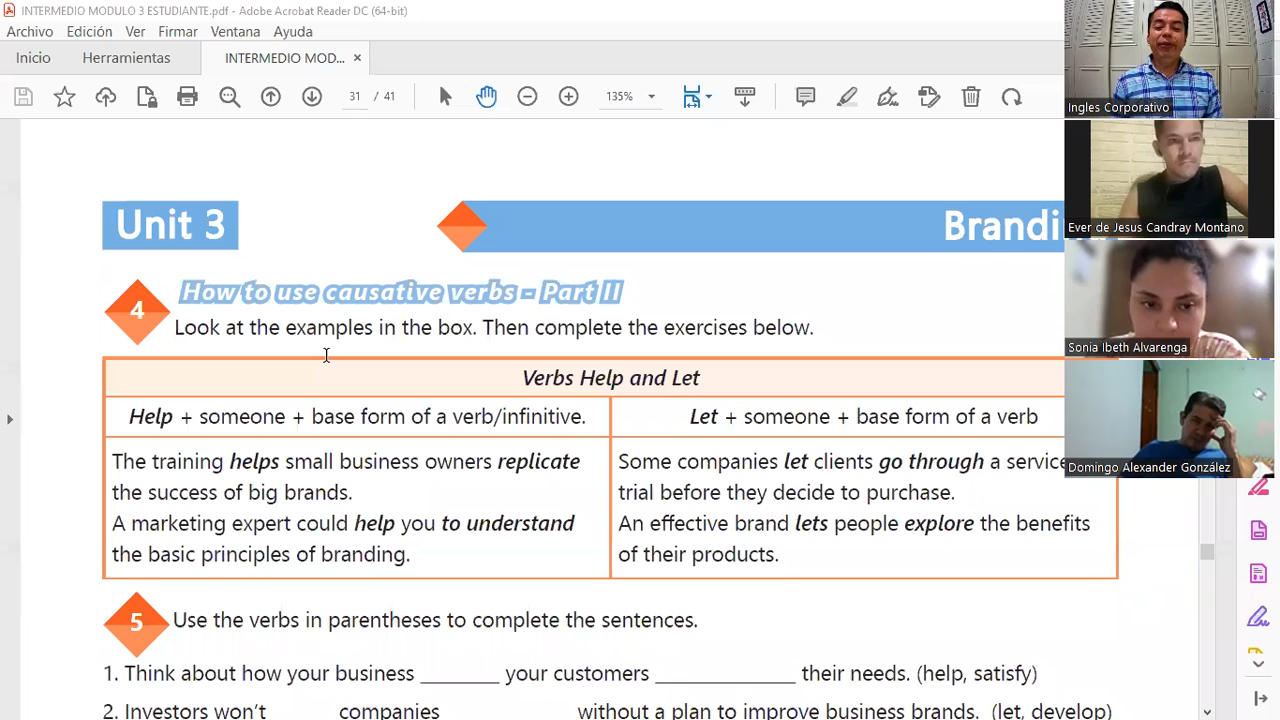 INTERMEDIO MODULO 3 ESTUDIANTE.pdf - Adobe Acrobat Reader DC (64-bit)
Archivo Edición Ver Firmar Ventana Ayuda
Inicio Herramientas INTERMEDIO MOD... ×
31 / 41 135%
Unit 3
Brandi
4 How to use causative verbs - Part II
Look at the examples in the box. Then complete the exercises below.
Verbs Help and Let
Help + someone + base form of a verb/infinitive.
Let + someone + base form of a verb
The training helps small business owners replicate
the success of big brands.
A marketing expert could help you to understand
the basic principles of branding.
Some companies let clients go through a service
trial before they decide to purchase.
An effective brand lets people explore the benefits
of their products.
5 Use the verbs in parentheses to complete the sentences.
1. Think about how your business ________ your customers ______________ their needs. (help, satisfy)
2. Investors won't companies without a plan to improve business brands. (let, develop)
Ingles Corporativo
Ever de Jesus Candray Montano
Sonia Ibeth Alvarenga
Domingo Alexander González